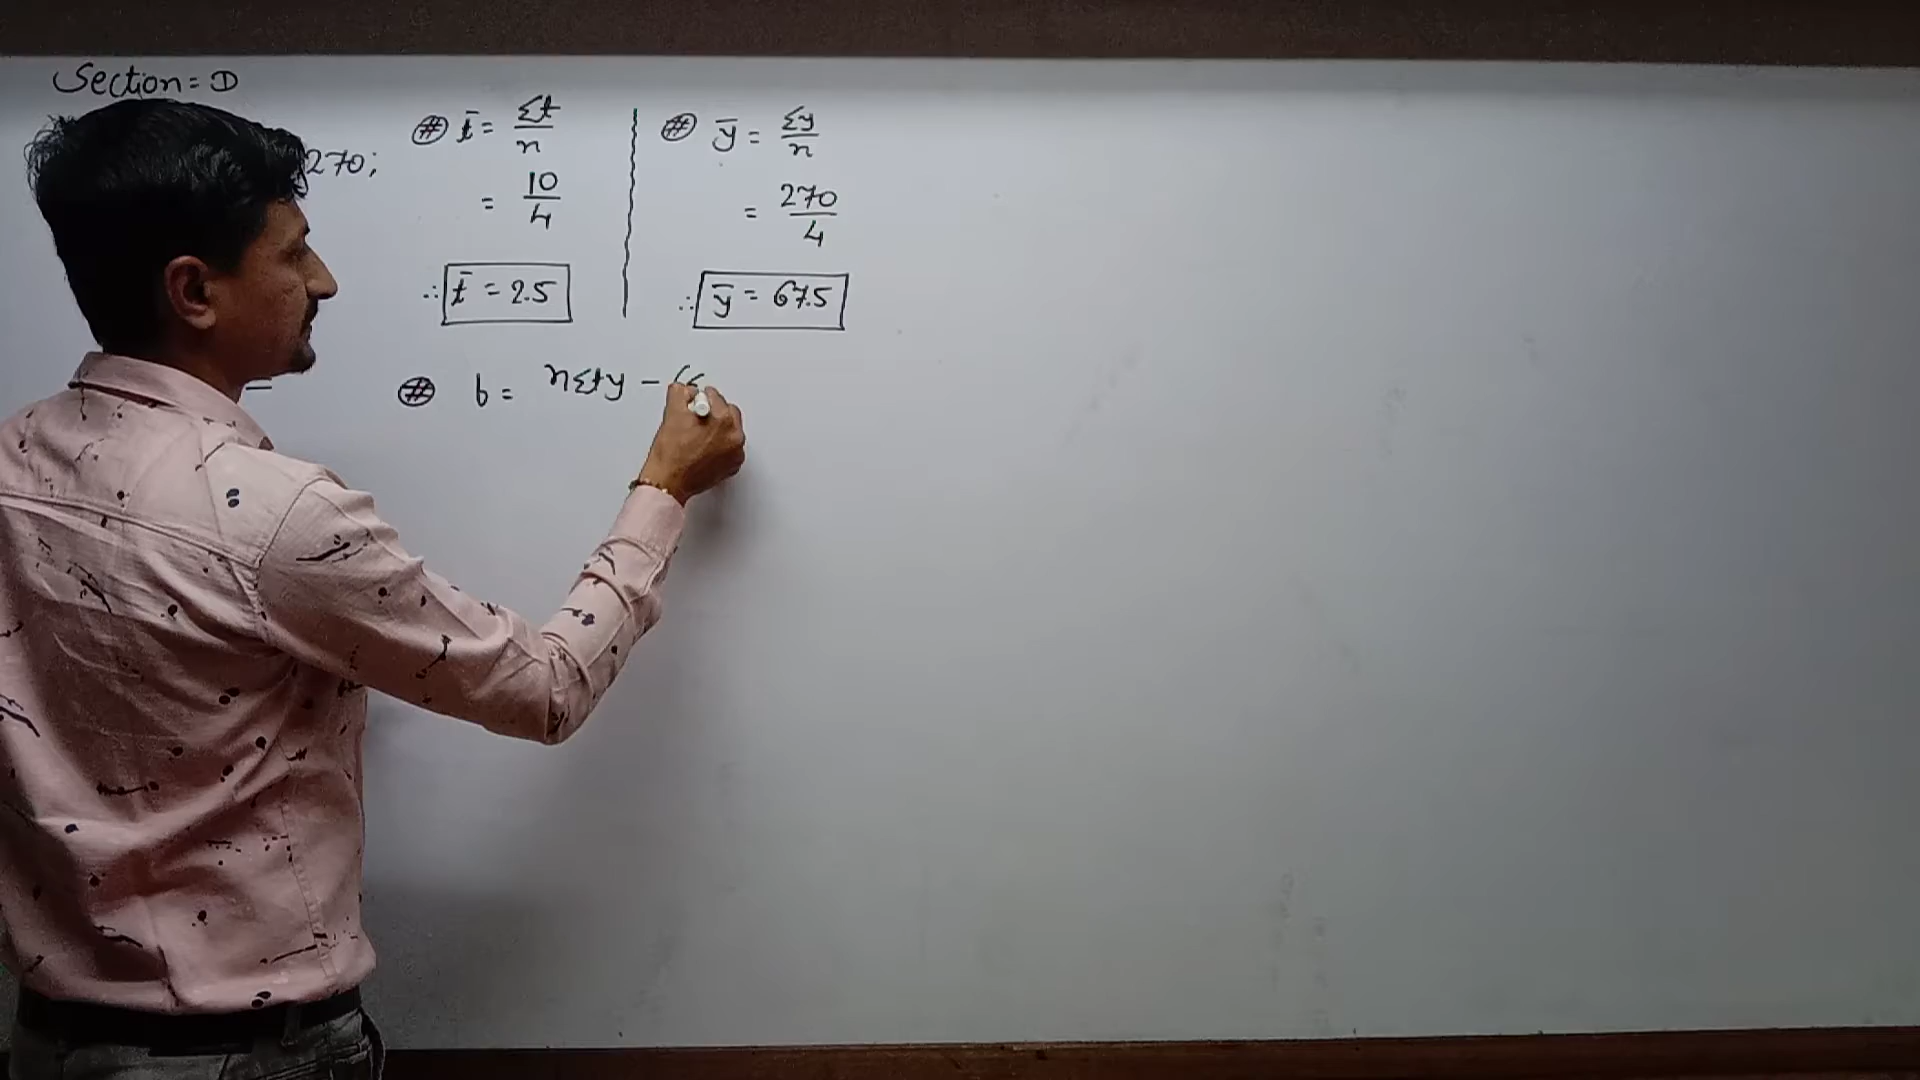 Section = D
270;
# t̄ = Σt / n
= 10 / 4
∴ t̄ = 2.5
# ȳ = Σy / n
= 270 / 4
∴ ȳ = 67.5
# b = nΣty - (Σ